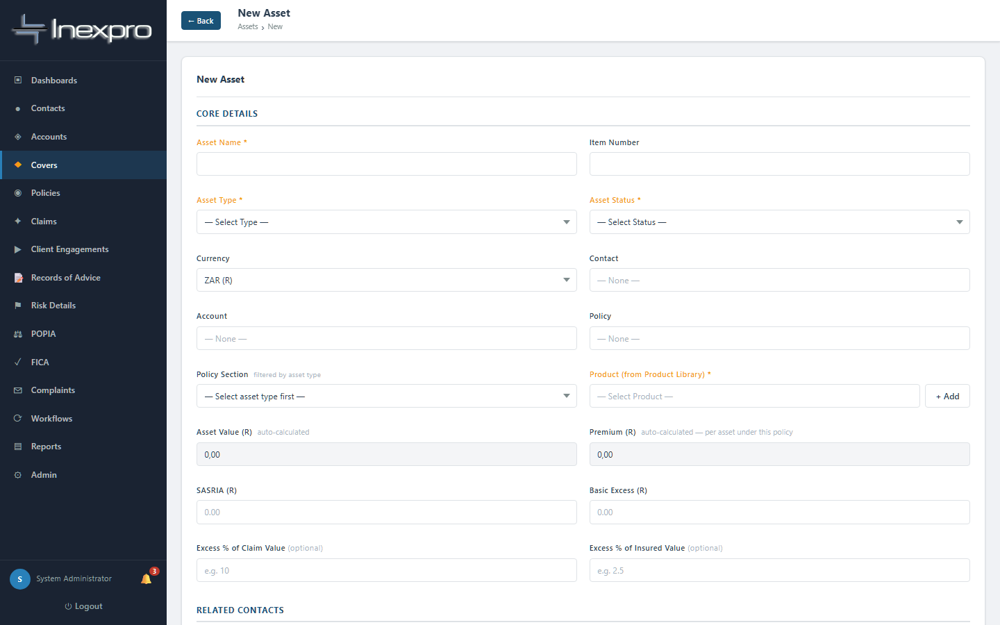 Inexpro
Dashboards
Contacts
Accounts
Covers
Policies
Claims
Client Engagements
Records of Advice
Risk Details
POPIA
FICA
Complaints
Workflows
Reports
Admin
S
System Administrator
3
Logout
← Back
New Asset
Assets › New
New Asset
CORE DETAILS
Asset Name *
Item Number
Asset Type *
Asset Status *
— Select Type —
— Select Status —
Currency
Contact
ZAR (R)
— None —
Account
Policy
— None —
— None —
Policy Section filtered by asset type
Product (from Product Library) *
— Select asset type first —
— Select Product —
+ Add
Asset Value (R) auto-calculated
Premium (R) auto-calculated — per asset under this policy
0,00
0,00
SASRIA (R)
Basic Excess (R)
0.00
0.00
Excess % of Claim Value (optional)
Excess % of Insured Value (optional)
e.g. 10
e.g. 2.5
RELATED CONTACTS